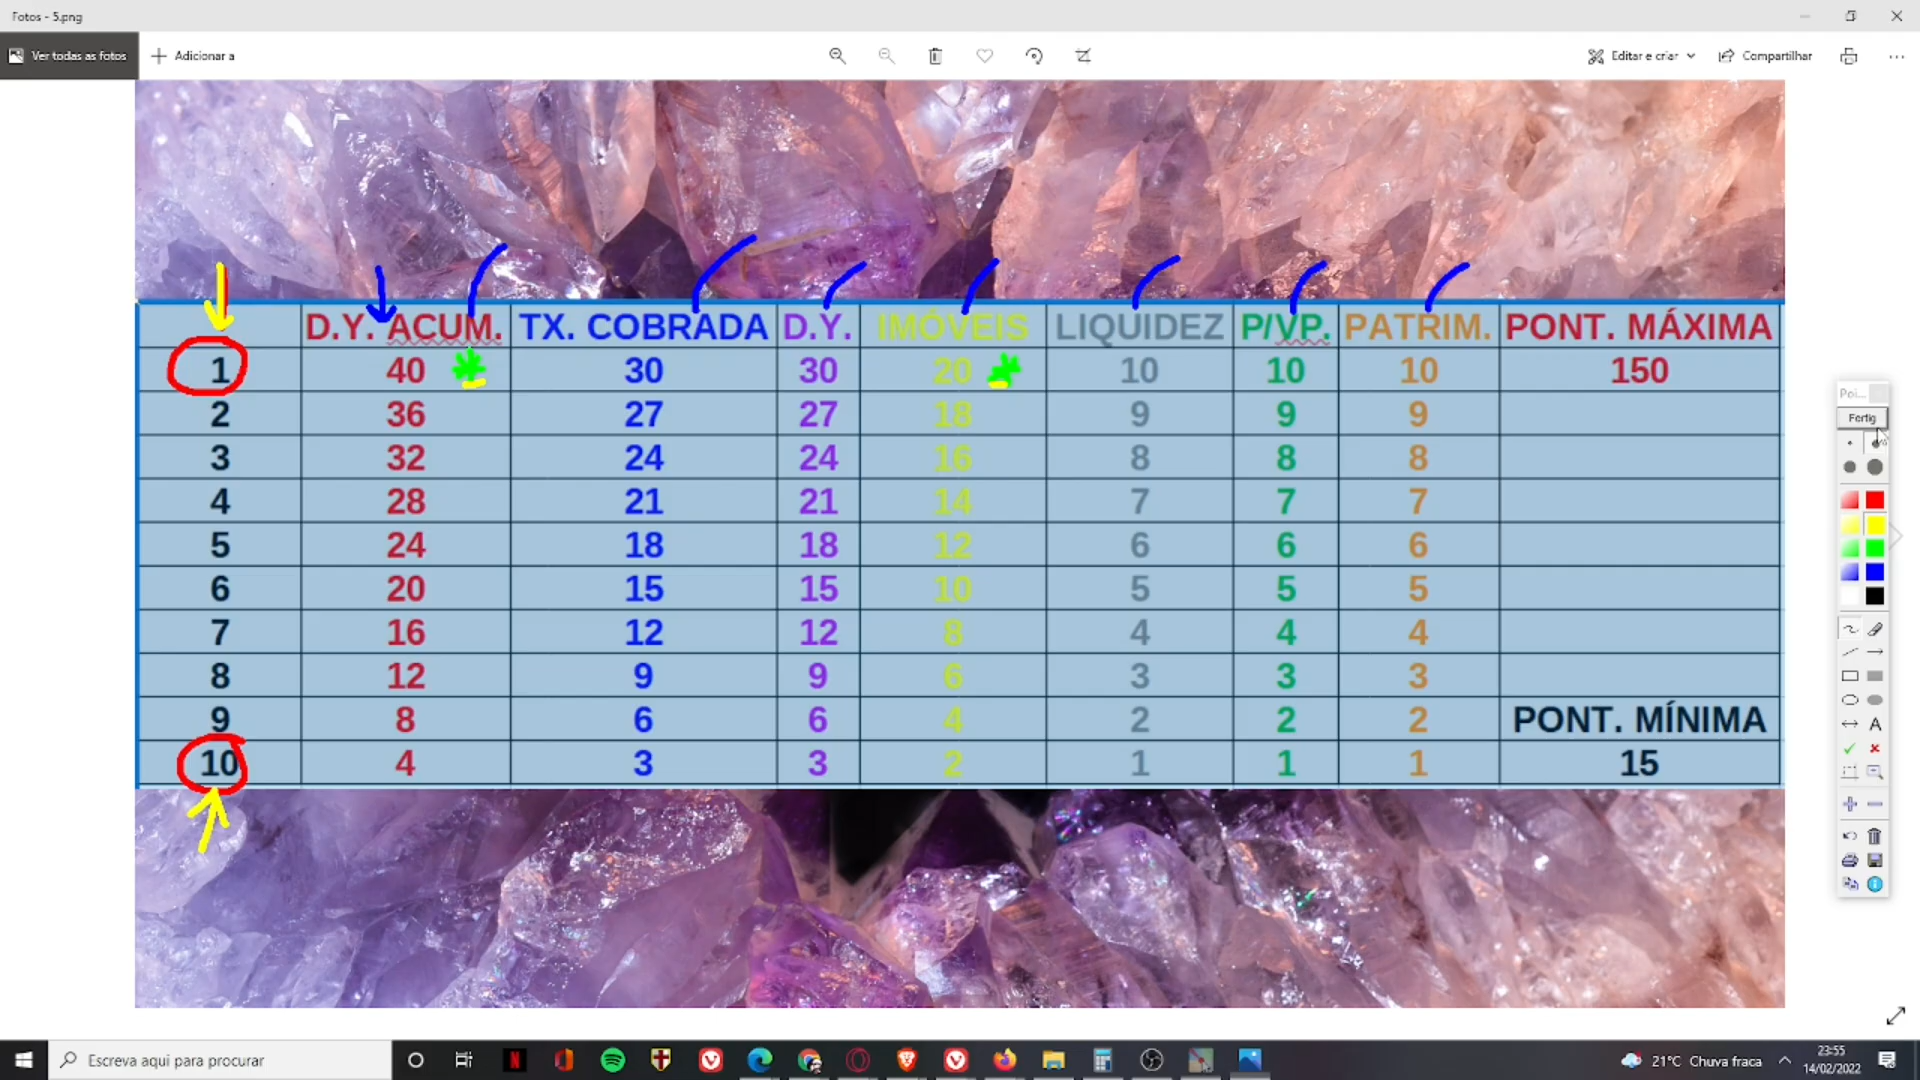 Fotos - 5.png
Ver todas as fotos
Adicionar a
Editar e criar
Compartilhar
D.Y. ACUM. TX. COBRADA D.Y. IMÓVEIS LIQUIDEZ P/VP. PATRIM. PONT. MÁXIMA
1 40 30 30 20 10 10 10 150
2 36 27 27 18 9 9 9
3 32 24 24 16 8 8 8
4 28 21 21 14 7 7 7
5 24 18 18 12 6 6 6
6 20 15 15 10 5 5 5
7 16 12 12 8 4 4 4
8 12 9 9 6 3 3 3
9 8 6 6 4 2 2 2 PONT. MÍNIMA
10 4 3 3 2 1 1 1 15
Poi...
Fertig
A
Escreva aqui para procurar
21°C Chuva fraca
23:55
14/02/2022